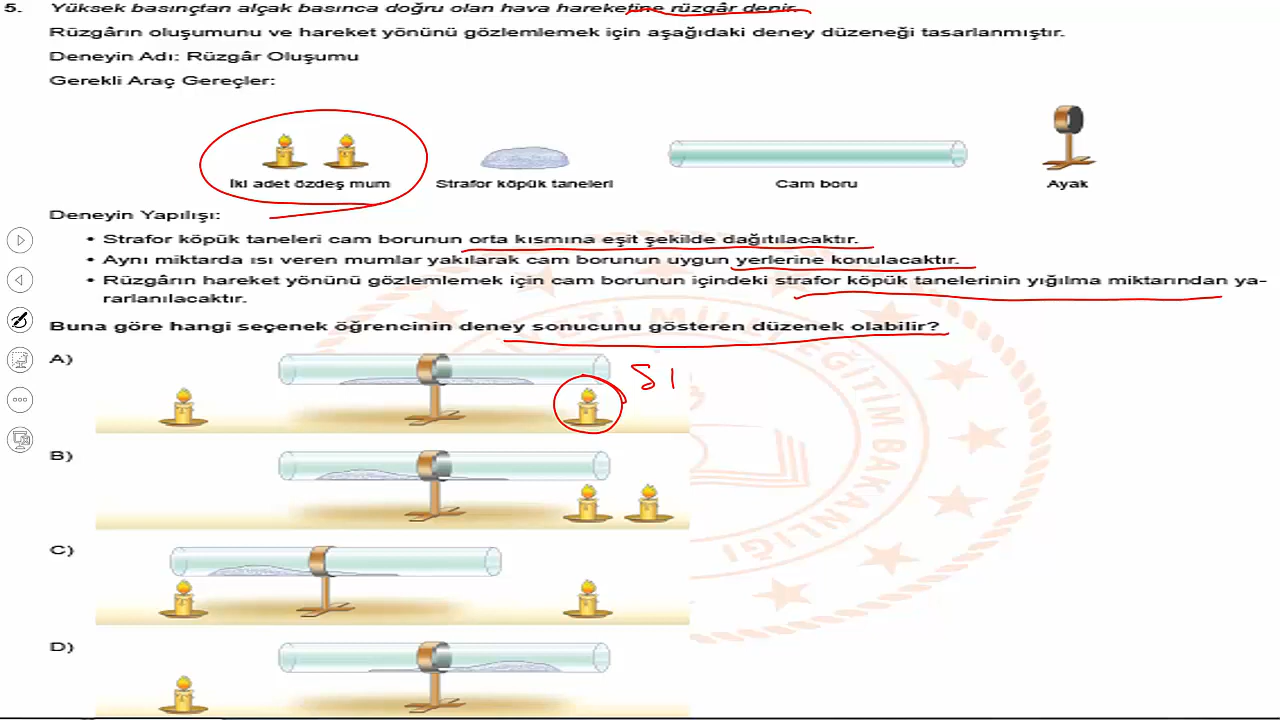 5. Yüksek basınçtan alçak basınca doğru olan hava hareketine rüzgâr denir.
Rüzgârın oluşumunu ve hareket yönünü gözlemlemek için aşağıdaki deney düzeneği tasarlanmıştır.
Deneyin Adı: Rüzgâr Oluşumu
Gerekli Araç Gereçler:
İki adet özdeş mum
Strafor köpük taneleri
Cam boru
Ayak
Deneyin Yapılışı:
• Strafor köpük taneleri cam borunun orta kısmına eşit şekilde dağıtılacaktır.
• Aynı miktarda ısı veren mumlar yakılarak cam borunun uygun yerlerine konulacaktır.
• Rüzgârın hareket yönünü gözlemlemek için cam borunun içindeki strafor köpük tanelerinin yığılma miktarından ya-
rarlanılacaktır.
Buna göre hangi seçenek öğrencinin deney sonucunu gösteren düzenek olabilir?
A)
B)
C)
D)